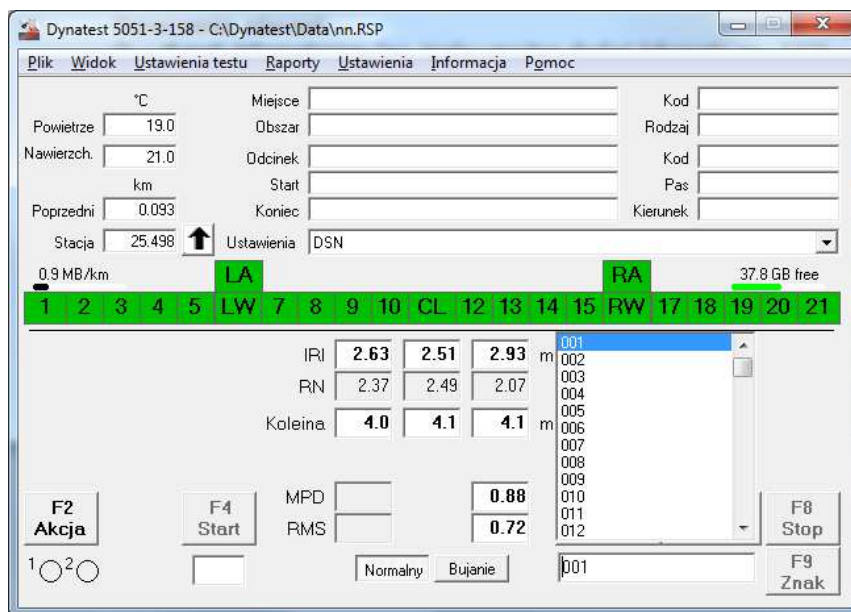 Dynatest 5051-3-158 - C:\Dynatest\Data\nn.RSP
Plik Widok Ustawienia testu Raporty Ustawienia Informacja Pomoc
°C Miejsce Kod
Powietrze 19.0 Obszar Rodzaj
Nawierzch. 21.0 Odcinek Kod
km Start Pas
Poprzedni 0.093 Koniec Kierunek
Stacja 25.498 Ustawienia DSN
0.9 MB/km LA RA 37.8 GB free
1 2 3 4 5 LW 7 8 9 10 CL 12 13 14 15 RW 17 18 19 20 21
IRI 2.63 2.51 2.93 m
RN 2.37 2.49 2.07
Koleina 4.0 4.1 4.1 m
001
002
003
004
005
006
007
008
009
010
011
012
MPD 0.88
RMS 0.72
F2 Akcja
F4 Start
F8 Stop
1 2 Normalny Bujanie 001
F9 Znak